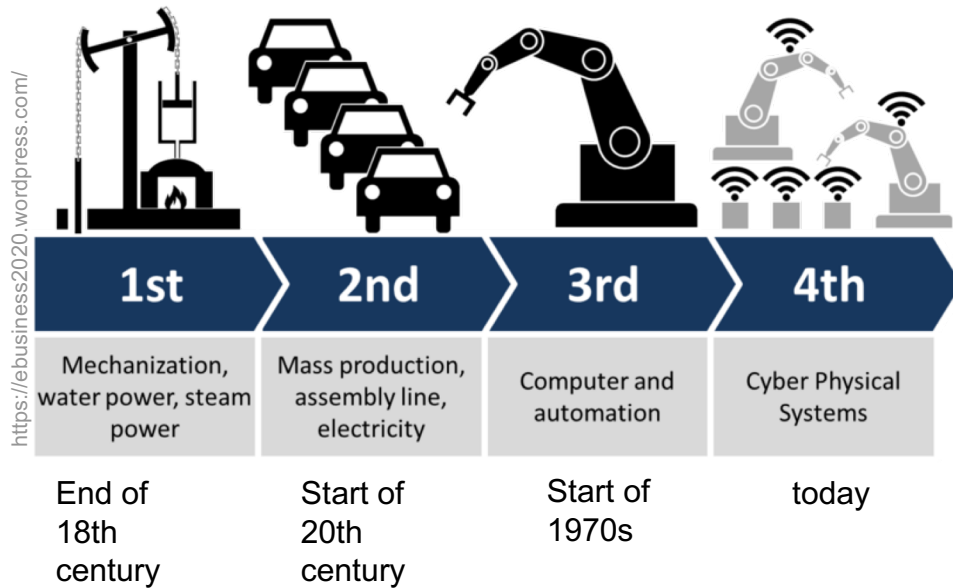 https://ebusiness2020.wordpress.com/
1st
2nd
3rd
4th
Mechanization,
water power, steam
power
Mass production,
assembly line,
electricity
Computer and
automation
Cyber Physical
Systems
End of
18th
century
Start of
20th
century
Start of
1970s
today